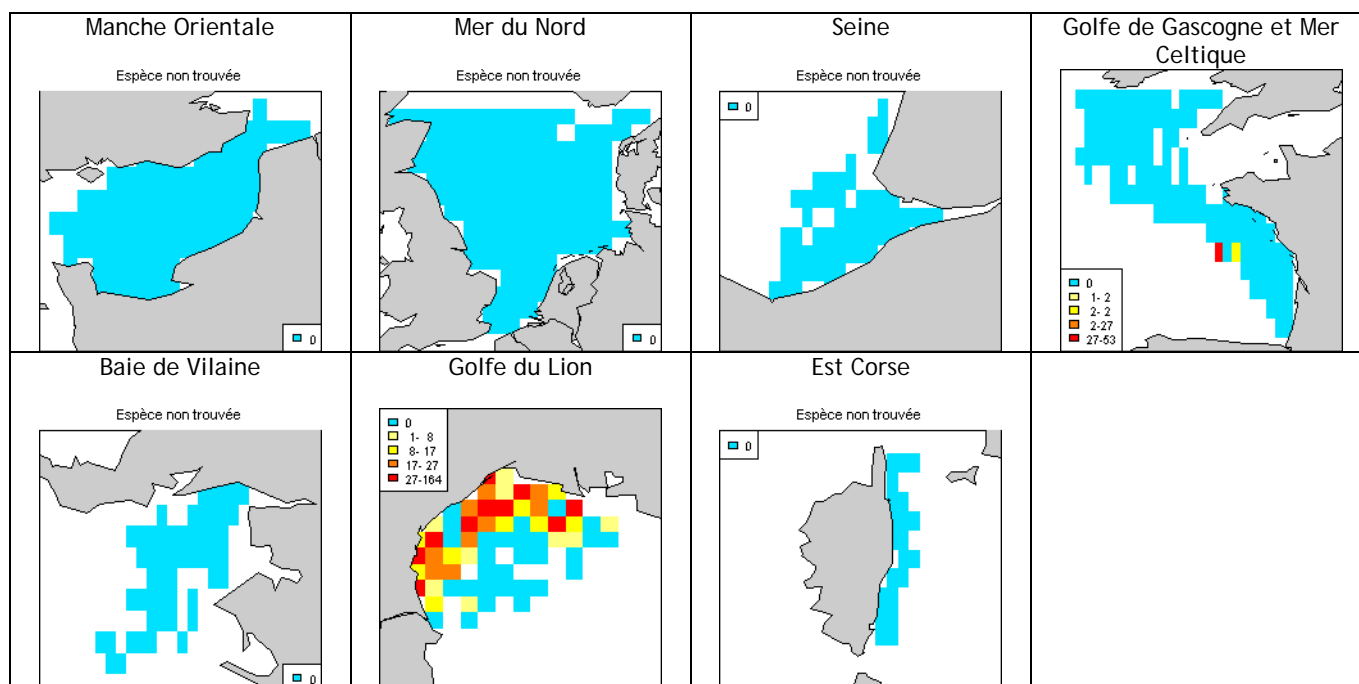 Manche Orientale
Espèce non trouvée
0
Mer du Nord
Espèce non trouvée
0
Seine
Espèce non trouvée
0
Golfe de Gascogne et Mer
Celtique
0
1- 2
2- 2
2-27
27-53
Baie de Vilaine
Espèce non trouvée
0
Golfe du Lion
0
1- 8
8- 17
17- 27
27-164
Est Corse
Espèce non trouvée
0